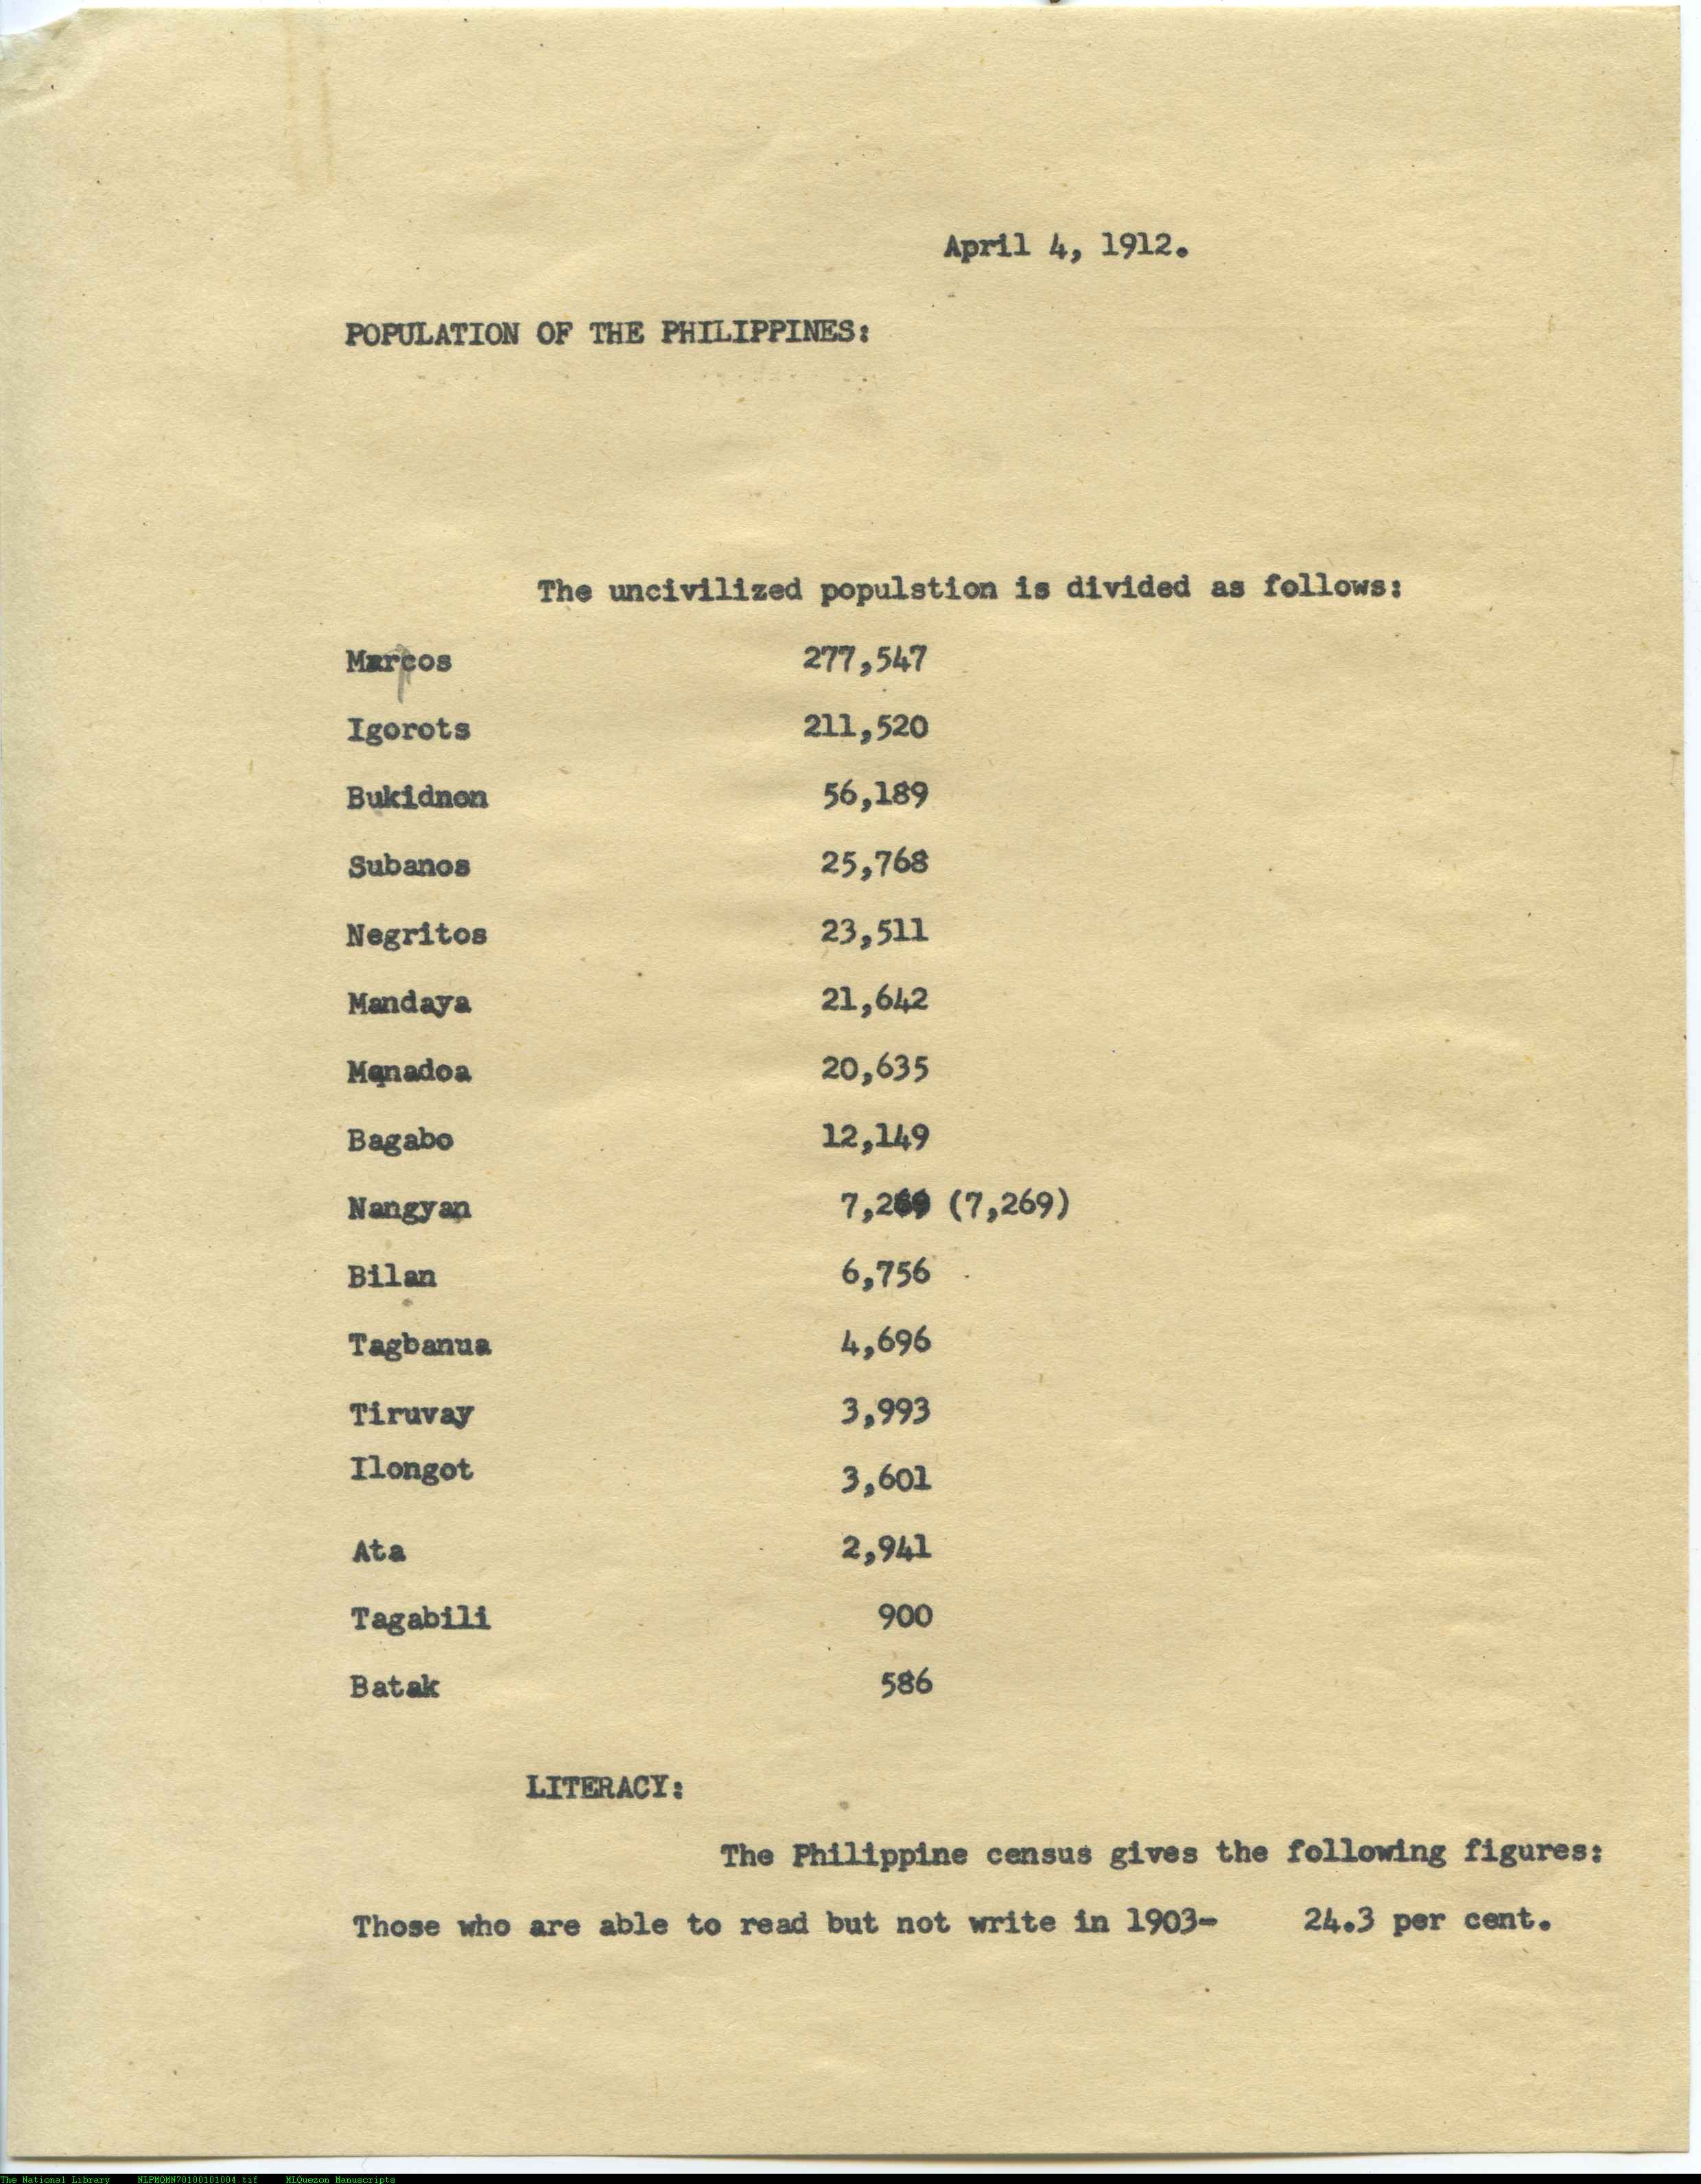 April 4, 1912.
POPULATION OF THE PHILIPPINES:
The uncivilized populstion is divided as follows:
Marcos 277,547
Igorots 211,520
Bukidnon 56,189
Subanos 25,768
Negritos 23,511
Mandaya 21,642
Manadoa 20,635
Bagabo 12,149
Nangyan 7,269 (7,269)
Bilan 6,756
Tagbanua 4,696
Tiruvay 3,993
Ilongot 3,601
Ata 2,941
Tagabili 900
Batak 586
LITERACY:
The Philippine census gives the following figures:
Those who are able to read but not write in 1903- 24.3 per cent.
The National Library NLPMQMN70100101004.tif MLQuezon Manuscripts